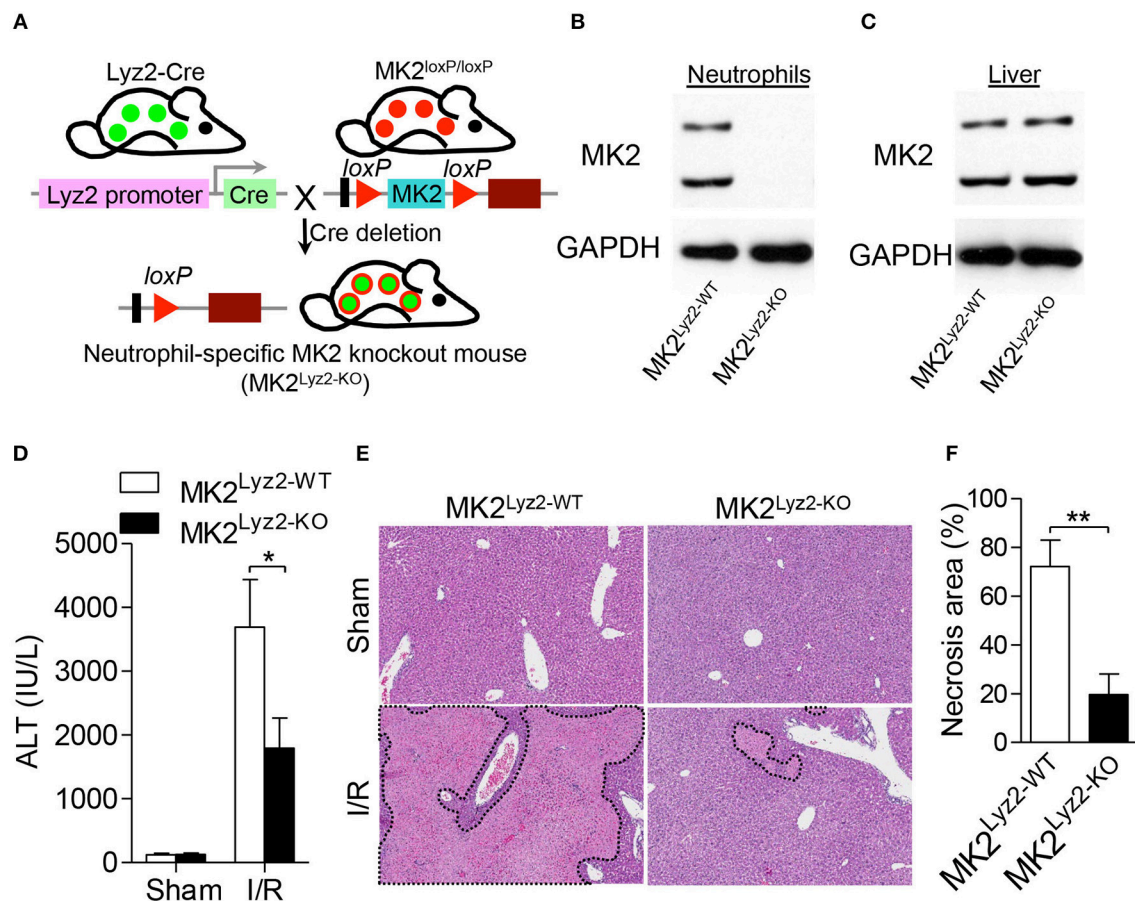 A
Lyz2-Cre
MK2loxP/loxP
loxP
loxP
Lyz2 promoter
Cre
X
MK2
Cre deletion
loxP
Neutrophil-specific MK2 knockout mouse
(MK2Lyz2-KO)
B
Neutrophils
MK2
GAPDH
MK2Lyz2-WT
MK2Lyz2-KO
C
Liver
MK2
GAPDH
MK2Lyz2-WT
MK2Lyz2-KO
D
MK2Lyz2-WT
MK2Lyz2-KO
ALT (IU/L)
5000
4000
3000
2000
1000
0
*
Sham
I/R
E
MK2Lyz2-WT
MK2Lyz2-KO
Sham
I/R
F
Necrosis area (%)
100
80
60
40
20
0
**
MK2Lyz2-WT
MK2Lyz2-KO